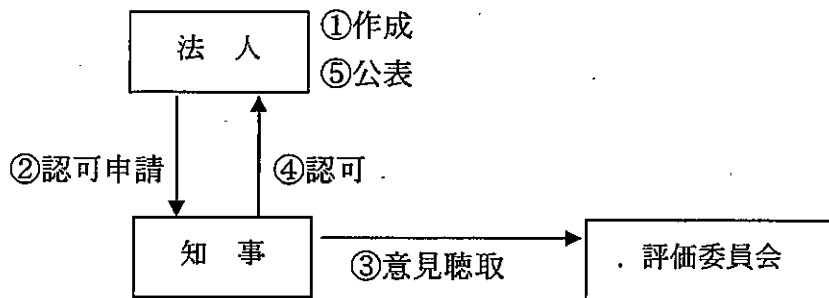 ①作成
法 人
⑤公表
②認可申請
④認可
知 事
③意見聴取
評価委員会